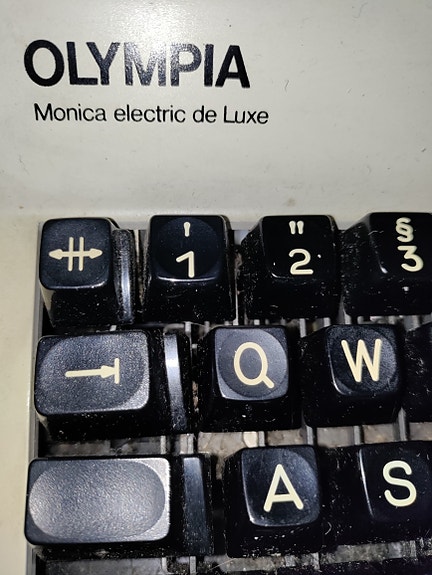 OLYMPIA
Monica electric de Luxe
' " §
1 2 3
Q W
A S